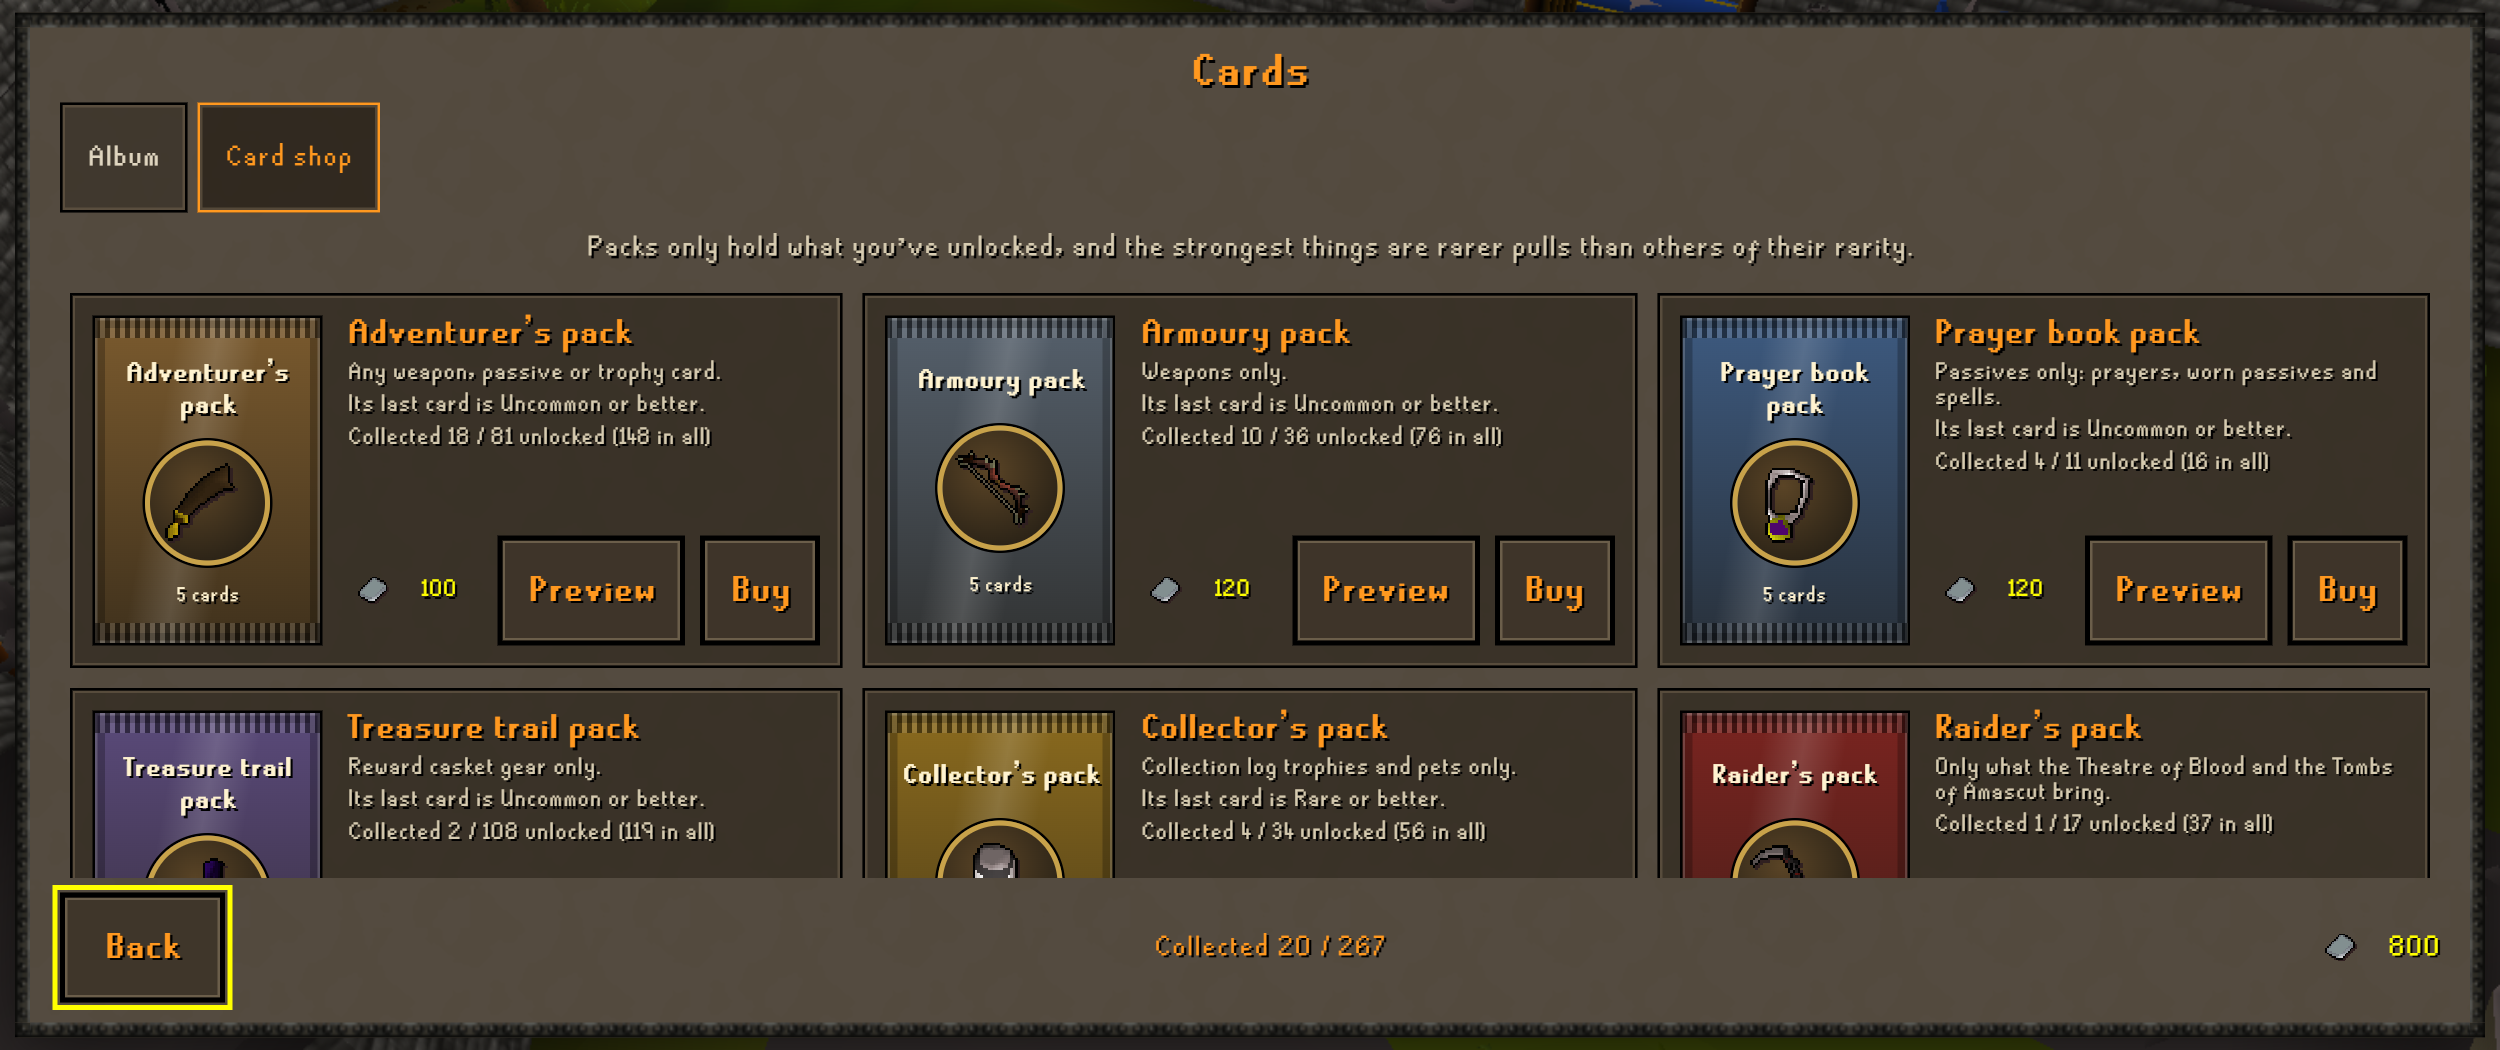 Cards
Album
Card shop
Packs only hold what you've unlocked, and the strongest things are rarer pulls than others of their rarity.
Adventurer's
pack
5 cards
Adventurer's pack
Any weapon, passive or trophy card.
Its last card is Uncommon or better.
Collected 18 / 81 unlocked (148 in all)
100
Preview
Buy
Armoury pack
5 cards
Armoury pack
Weapons only.
Its last card is Uncommon or better.
Collected 10 / 36 unlocked (76 in all)
120
Preview
Buy
Prayer book
pack
5 cards
Prayer book pack
Passives only: prayers, worn passives and
spells.
Its last card is Uncommon or better.
Collected 4 / 11 unlocked (16 in all)
120
Preview
Buy
Treasure trail
pack
Treasure trail pack
Reward casket gear only.
Its last card is Uncommon or better.
Collected 2 / 108 unlocked (119 in all)
Collector's pack
Collector's pack
Collection log trophies and pets only.
Its last card is Rare or better.
Collected 4 / 34 unlocked (56 in all)
Raider's pack
Raider's pack
Only what the Theatre of Blood and the Tombs
of Amascut bring.
Collected 1 / 17 unlocked (37 in all)
Back
Collected 20 / 267
800